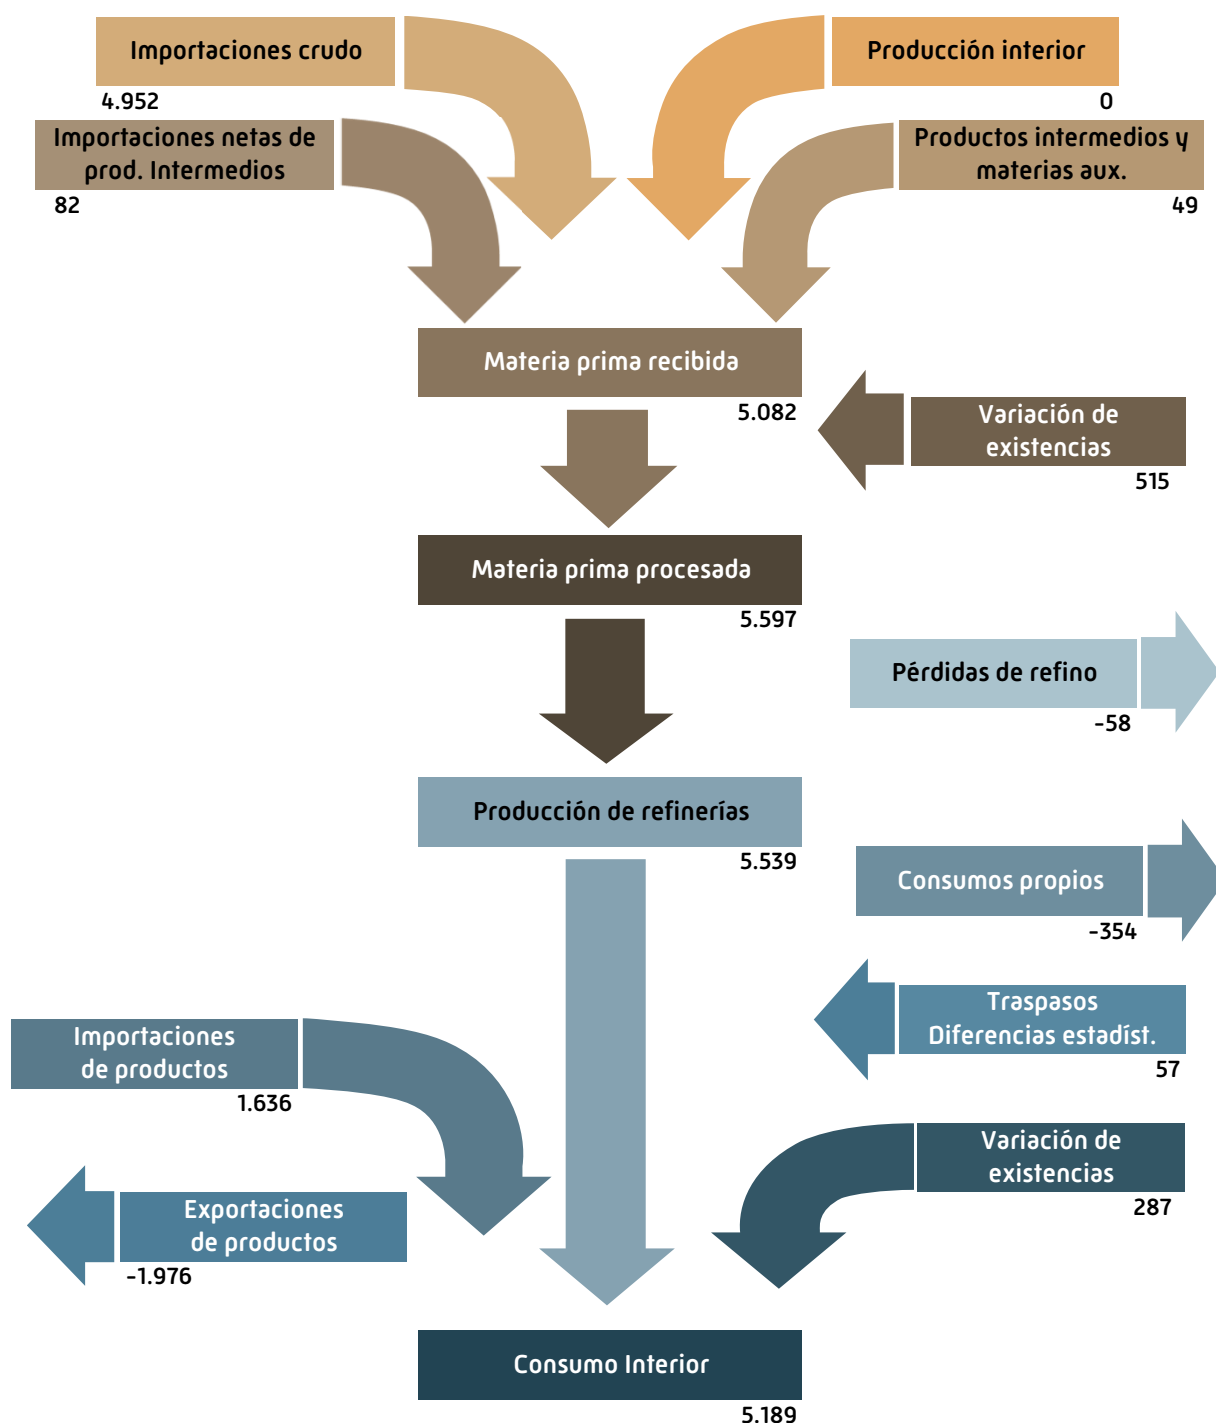 Importaciones crudo
4.952
Producción interior
0
Importaciones netas de
prod. Intermedios
82
Productos intermedios y
materias aux.
49
Materia prima recibida
5.082
Variación de
existencias
515
Materia prima procesada
5.597
Pérdidas de refino
-58
Producción de refinerías
5.539
Consumos propios
-354
Traspasos
Diferencias estadíst.
57
Importaciones
de productos
1.636
Variación de
existencias
287
Exportaciones
de productos
-1.976
Consumo Interior
5.189